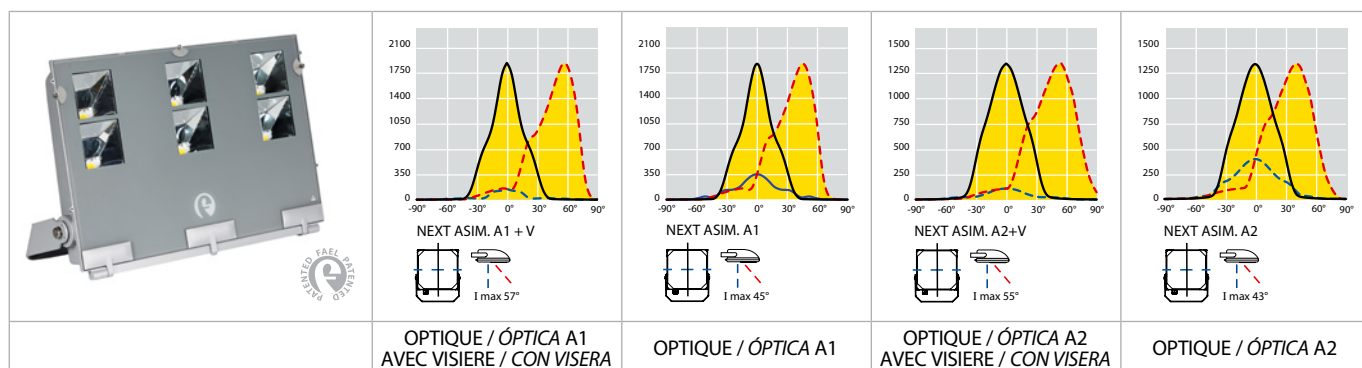 PATENTED FAEL PATENTED
2100
1750
1400
1050
700
350
0
-90° -60° -30° 0° 30° 60° 90°
NEXT ASIM. A1 + V
I max 57°
OPTIQUE / ÓPTICA A1
AVEC VISIERE / CON VISERA
2100
1750
1400
1050
700
350
0
-90° -60° -30° 0° 30° 60° 90°
NEXT ASIM. A1
I max 45°
OPTIQUE / ÓPTICA A1
1500
1250
1000
750
500
250
0
-90° -60° -30° 0° 30° 60° 90°
NEXT ASIM. A2+V
I max 55°
OPTIQUE / ÓPTICA A2
AVEC VISIERE / CON VISERA
1500
1250
1000
750
500
250
0
-90° -60° -30° 0° 30° 60° 90°
NEXT ASIM. A2
I max 43°
OPTIQUE / ÓPTICA A2